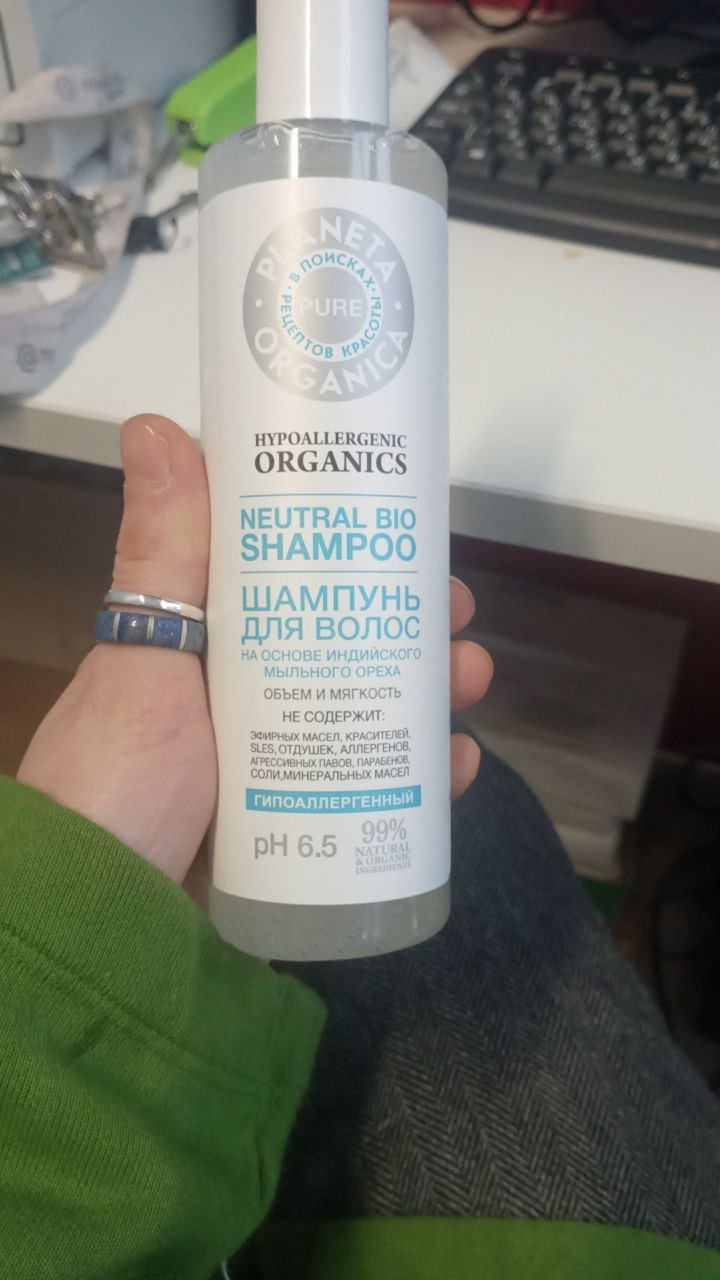 PLANETA
· В ПОИСКАХ ·
PURE
РЕЦЕПТОВ КРАСОТЫ
ORGANICA
HYPOALLERGENIC
ORGANICS
NEUTRAL BIO
SHAMPOO
ШАМПУНЬ
ДЛЯ ВОЛОС
НА ОСНОВЕ ИНДИЙСКОГО
МЫЛЬНОГО ОРЕХА
ОБЪЕМ И МЯГКОСТЬ
НЕ СОДЕРЖИТ:
ЭФИРНЫХ МАСЕЛ, КРАСИТЕЛЕЙ,
SLES, ОТДУШЕК, АЛЛЕРГЕНОВ,
АГРЕССИВНЫХ ПАВОВ, ПАРАБЕНОВ,
СОЛИ,МИНЕРАЛЬНЫХ МАСЕЛ
ГИПОАЛЛЕРГЕННЫЙ
pH 6.5
99%
NATURAL
& ORGANIC
INGREDIENTS